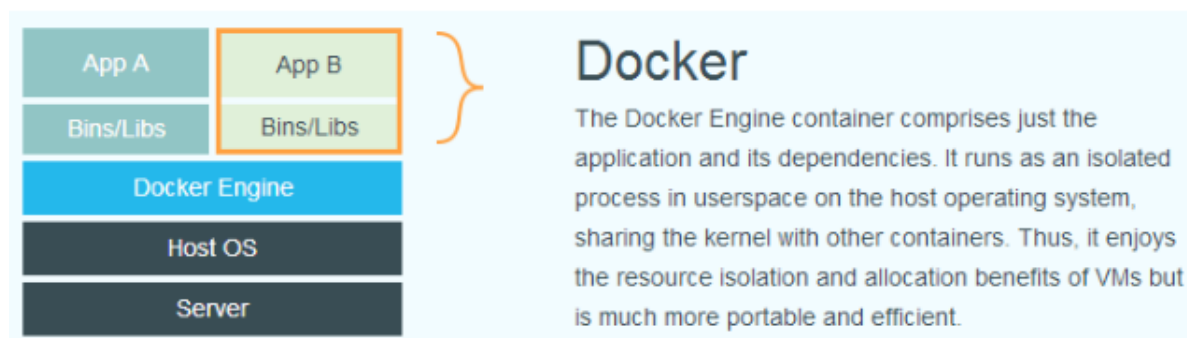 App A App B
Bins/Libs Bins/Libs
Docker Engine
Host OS
Server
Docker
The Docker Engine container comprises just the
application and its dependencies. It runs as an isolated
process in userspace on the host operating system,
sharing the kernel with other containers. Thus, it enjoys
the resource isolation and allocation benefits of VMs but
is much more portable and efficient.